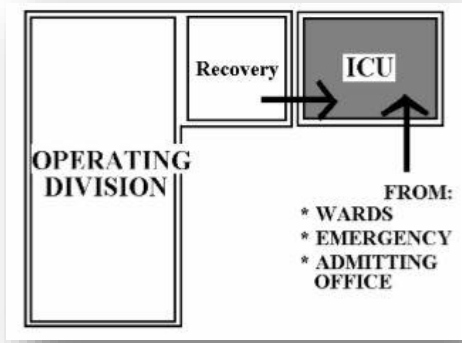 Recovery
ICU
OPERATING
DIVISION
FROM:
* WARDS
* EMERGENCY
* ADMITTING
OFFICE